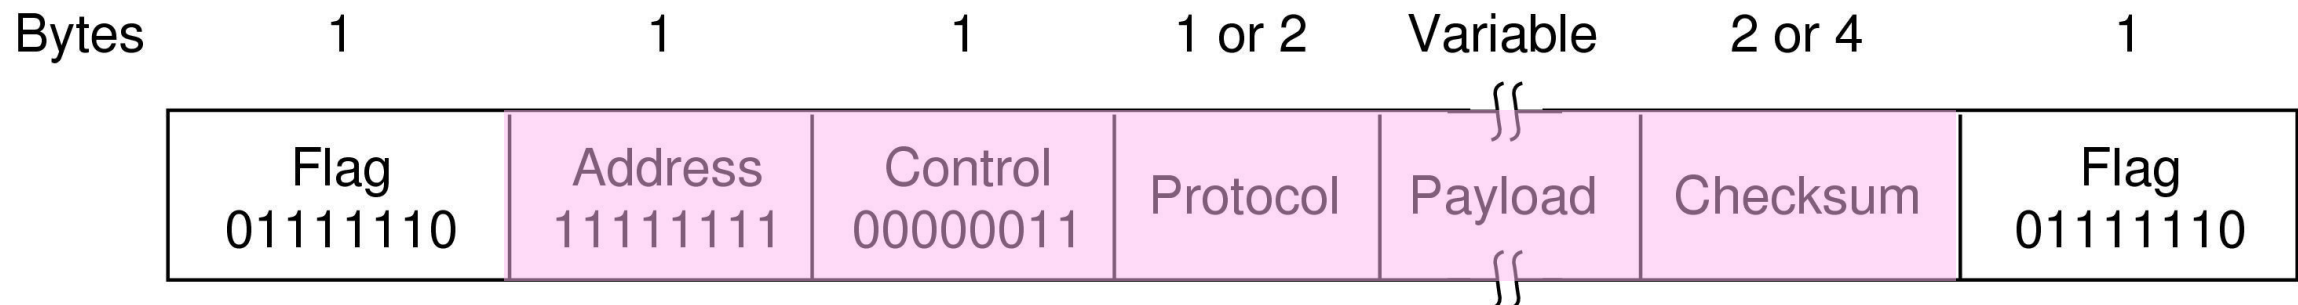 Bytes 1 1 1 1 or 2 Variable 2 or 4 1
Flag Address Control Protocol Payload Checksum Flag
01111110 11111111 00000011 01111110